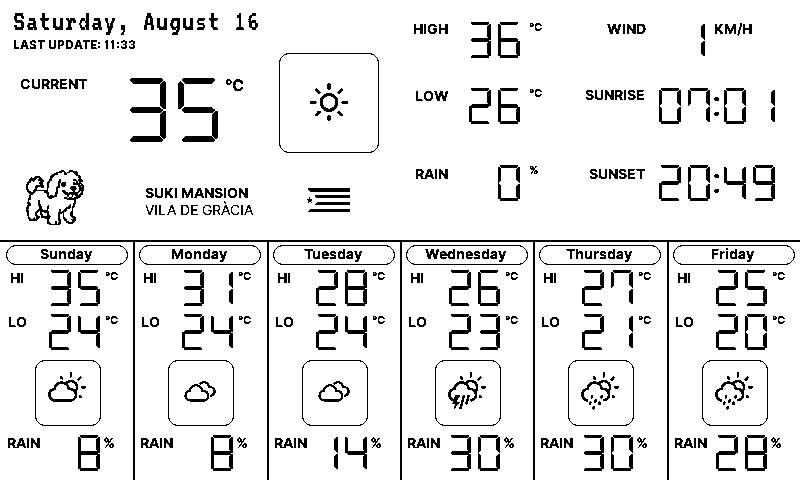 Saturday, August 16
LAST UPDATE: 11:33
CURRENT 35 °C
SUKI MANSION
VILA DE GRÀCIA
HIGH 36 °C
LOW 26 °C
RAIN 0 %
WIND 1 KM/H
SUNRISE 07:01
SUNSET 20:49
Sunday
HI 35 °C
LO 24 °C
RAIN 8 %
Monday
HI 31 °C
LO 24 °C
RAIN 8 %
Tuesday
HI 28 °C
LO 24 °C
RAIN 14 %
Wednesday
HI 26 °C
LO 23 °C
RAIN 30 %
Thursday
HI 27 °C
LO 21 °C
RAIN 30 %
Friday
HI 25 °C
LO 20 °C
RAIN 28 %